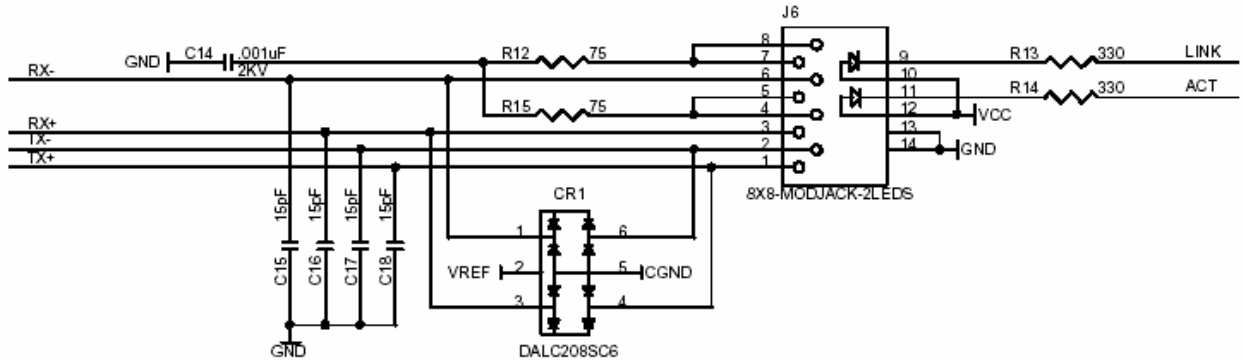 J6
C14 .001uF
2KV
GND
R12 75
8
7
6
5
4
3
2
1
9
10
11
12
13
14
R13 330 LINK
R14 330 ACT
RX-
R15 75
VCC
RX+
TX-
TX+
GND
8X8-MODJACK-2LEDS
15pF
15pF
15pF
15pF
C15
C16
C17
C18
CR1
1
6
VREF 2
5 CGND
3
4
GND
DALC208SC6